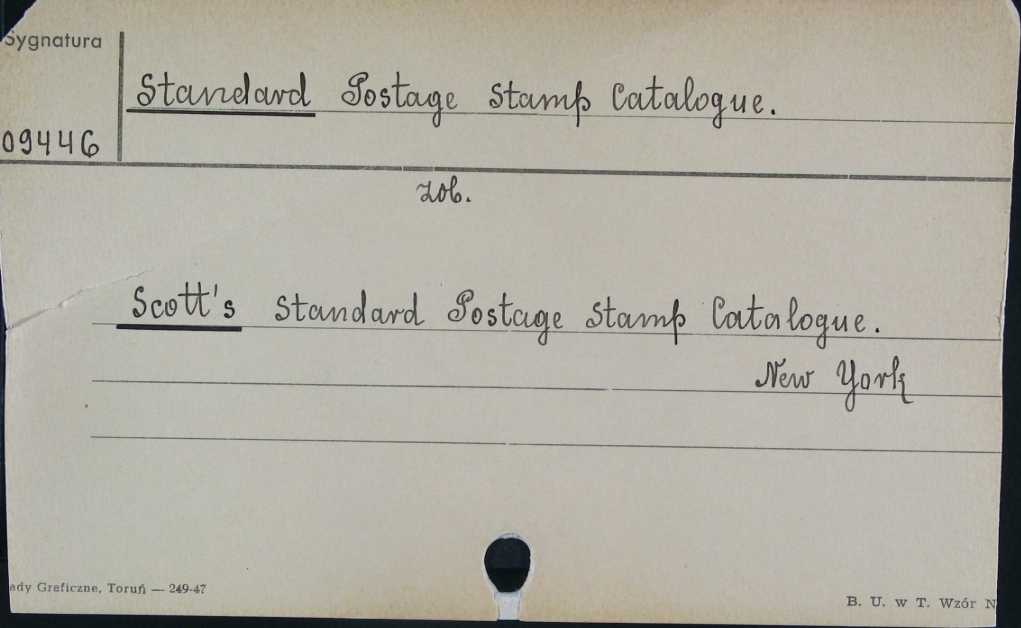 Sygnatura
Standard Postage Stamp Catalogue.
09446
zob.
Scott's Standard Postage Stamp Catalogue.
New York
ady Graficzne, Toruń — 249-47
B. U. w T. Wzór N